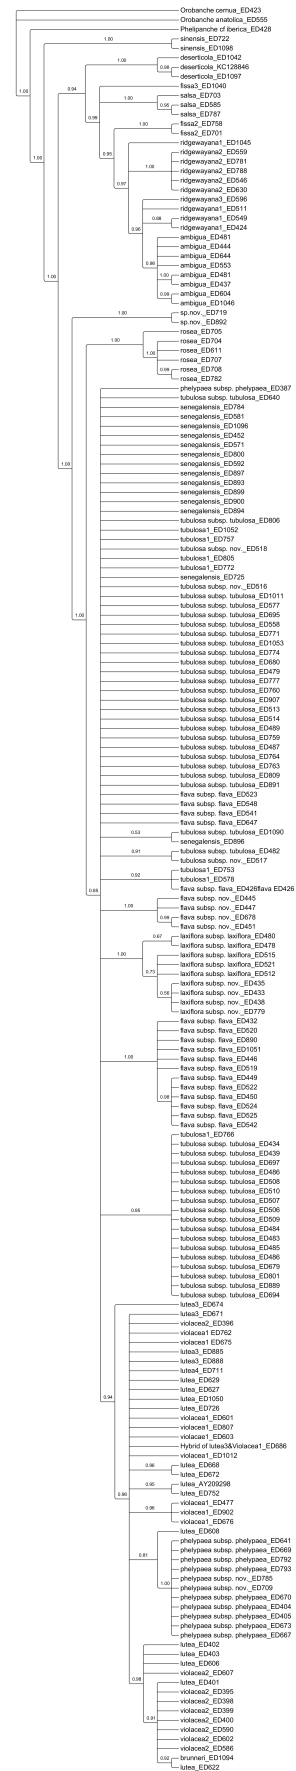 Orobanche cernua_ED423
Orobanche anatolica_ED555
Phelipanche cf iberica_ED428
sinensis_ED722
sinensis_ED1098
deserticola_ED1042
deserticola_KC128846
deserticola_ED1097
fissa3_ED1040
salsa_ED703
salsa_ED585
salsa_ED787
fissa2_ED758
fissa2_ED701
ridgewayana1_ED1045
ridgewayana2_ED559
ridgewayana2_ED781
ridgewayana2_ED788
ridgewayana2_ED546
ridgewayana2_ED630
ridgewayana3_ED596
ridgewayana1_ED511
ridgewayana1_ED549
ridgewayana1_ED424
ambigua_ED481
ambigua_ED444
ambigua_ED644
ambigua_ED553
ambigua_ED481
ambigua_ED437
ambigua_ED604
ambigua_ED1046
sp.nov._ED719
sp.nov._ED892
rosea_ED705
rosea_ED704
rosea_ED611
rosea_ED707
rosea_ED708
rosea_ED782
phelypaea subsp. phelypaea_ED387
tubulosa subsp. tubulosa_ED640
senegalensis_ED784
senegalensis_ED581
senegalensis_ED1096
senegalensis_ED452
senegalensis_ED571
senegalensis_ED800
senegalensis_ED592
senegalensis_ED897
senegalensis_ED893
senegalensis_ED899
senegalensis_ED900
senegalensis_ED894
tubulosa subsp. tubulosa_ED806
tubulosa1_ED1052
tubulosa1_ED757
tubulosa subsp. nov._ED518
tubulosa1_ED805
tubulosa1_ED772
senegalensis_ED725
tubulosa subsp. nov._ED516
tubulosa subsp. tubulosa_ED1011
tubulosa subsp. tubulosa_ED577
tubulosa subsp. tubulosa_ED695
tubulosa subsp. tubulosa_ED558
tubulosa subsp. tubulosa_ED771
tubulosa subsp. tubulosa_ED1053
tubulosa subsp. tubulosa_ED774
tubulosa subsp. tubulosa_ED680
tubulosa subsp. tubulosa_ED479
tubulosa subsp. tubulosa_ED777
tubulosa subsp. tubulosa_ED760
tubulosa subsp. tubulosa_ED907
tubulosa subsp. tubulosa_ED513
tubulosa subsp. tubulosa_ED514
tubulosa subsp. tubulosa_ED489
tubulosa subsp. tubulosa_ED759
tubulosa subsp. tubulosa_ED487
tubulosa subsp. tubulosa_ED764
tubulosa subsp. tubulosa_ED763
tubulosa subsp. tubulosa_ED809
tubulosa subsp. tubulosa_ED891
flava subsp. flava_ED523
flava subsp. flava_ED548
flava subsp. flava_ED541
flava subsp. flava_ED647
tubulosa subsp. tubulosa_ED1090
senegalensis_ED896
tubulosa subsp. tubulosa_ED482
tubulosa subsp. nov._ED517
tubulosa1_ED753
tubulosa1_ED578
flava subsp. flava_ED426flava ED426
flava subsp. nov._ED445
flava subsp. nov._ED447
flava subsp. nov._ED678
flava subsp. nov._ED451
laxiflora subsp. laxiflora_ED480
laxiflora subsp. laxiflora_ED478
laxiflora subsp. laxiflora_ED515
laxiflora subsp. laxiflora_ED521
laxiflora subsp. laxiflora_ED512
laxiflora subsp. nov._ED435
laxiflora subsp. nov._ED433
laxiflora subsp. nov._ED438
laxiflora subsp. nov._ED779
flava subsp. flava_ED432
flava subsp. flava_ED520
flava subsp. flava_ED890
flava subsp. flava_ED1051
flava subsp. flava_ED446
flava subsp. flava_ED519
flava subsp. flava_ED449
flava subsp. flava_ED522
flava subsp. flava_ED450
flava subsp. flava_ED524
flava subsp. flava_ED525
flava subsp. flava_ED542
tubulosa1_ED766
tubulosa subsp. tubulosa_ED434
tubulosa subsp. tubulosa_ED439
tubulosa subsp. tubulosa_ED697
tubulosa subsp. tubulosa_ED486
tubulosa subsp. tubulosa_ED508
tubulosa subsp. tubulosa_ED510
tubulosa subsp. tubulosa_ED507
tubulosa subsp. tubulosa_ED506
tubulosa subsp. tubulosa_ED509
tubulosa subsp. tubulosa_ED484
tubulosa subsp. tubulosa_ED483
tubulosa subsp. tubulosa_ED485
tubulosa subsp. tubulosa_ED486
tubulosa subsp. tubulosa_ED679
tubulosa subsp. tubulosa_ED801
tubulosa subsp. tubulosa_ED889
tubulosa subsp. tubulosa_ED694
lutea3_ED674
lutea3_ED671
violacea2_ED396
violacea1 ED762
violacea1 ED675
lutea3_ED885
lutea3_ED888
lutea4_ED711
lutea_ED629
lutea_ED627
lutea_ED1050
lutea_ED726
violacea1_ED601
violacea1_ED807
violacae1_ED603
Hybrid of lutea3&Violacea1_ED686
violacea1_ED1012
lutea_ED668
lutea_ED672
lutea_AY209298
lutea_ED752
violacea1_ED477
violacea1_ED902
violacea1_ED676
lutea_ED608
phelypaea subsp. phelypaea_ED641
phelypaea subsp. phelypaea_ED669
phelypaea subsp. phelypaea_ED792
phelypaea subsp. phelypaea_ED793
phelypaea subsp. nov._ED785
phelypaea subsp. nov._ED709
phelypaea subsp. phelypaea_ED670
phelypaea subsp. phelypaea_ED404
phelypaea subsp. phelypaea_ED405
phelypaea subsp. phelypaea_ED673
phelypaea subsp. phelypaea_ED667
lutea_ED402
lutea_ED403
lutea_ED606
violacea2_ED607
lutea_ED401
violacea2_ED395
violacea2_ED398
violacea2_ED399
violacea2_ED400
violacea2_ED590
violacea2_ED602
violacea2_ED586
brunneri_ED1094
lutea_ED622